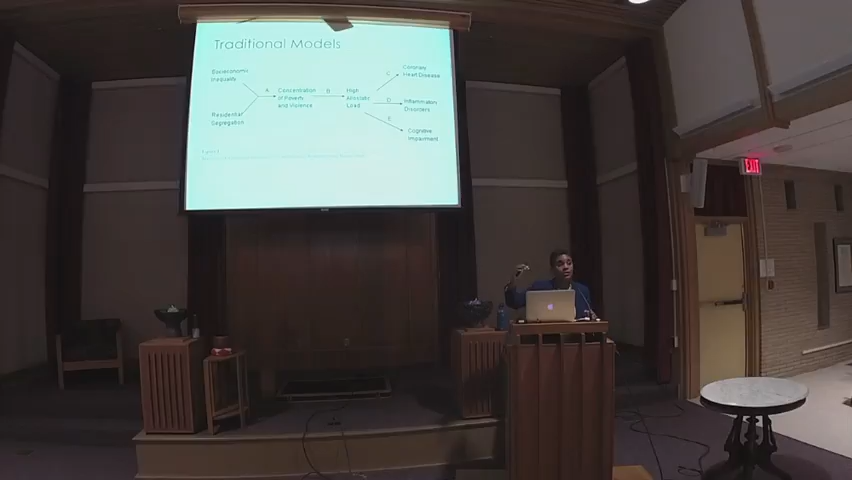 Traditional Models
Socioeconomic
Inequality
Residential
Segregation
A
Concentration
of Poverty
and Violence
B
High
Allostatic
Load
C
D
E
Coronary
Heart Disease
Inflammatory
Disorders
Cognitive
Impairment
EXIT